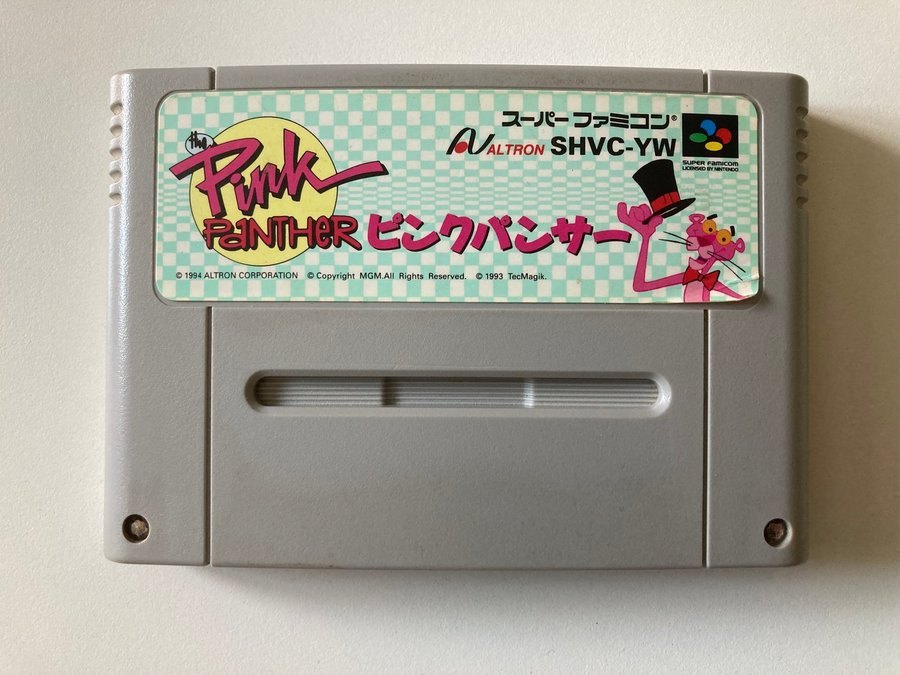 the Pink
PANTHER ピンクパンサー
スーパーファミコン®
ALTRON SHVC-YW
SUPER FAMICOM
LICENSED BY NINTENDO
© 1994 ALTRON CORPORATION © Copyright MGM.All Rights Reserved. © 1993 TecMagik.